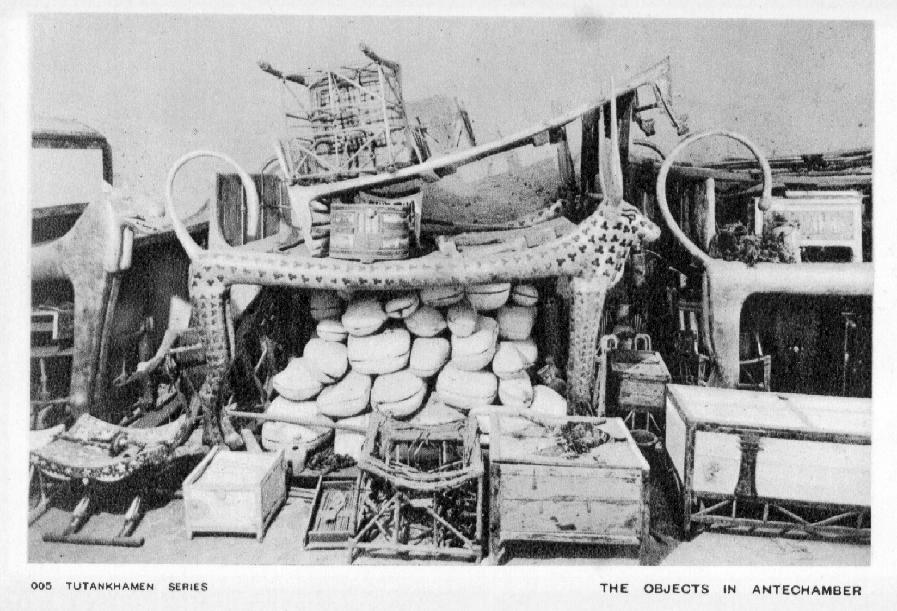 005 TUTANKHAMEN SERIES
THE OBJECTS IN ANTECHAMBER